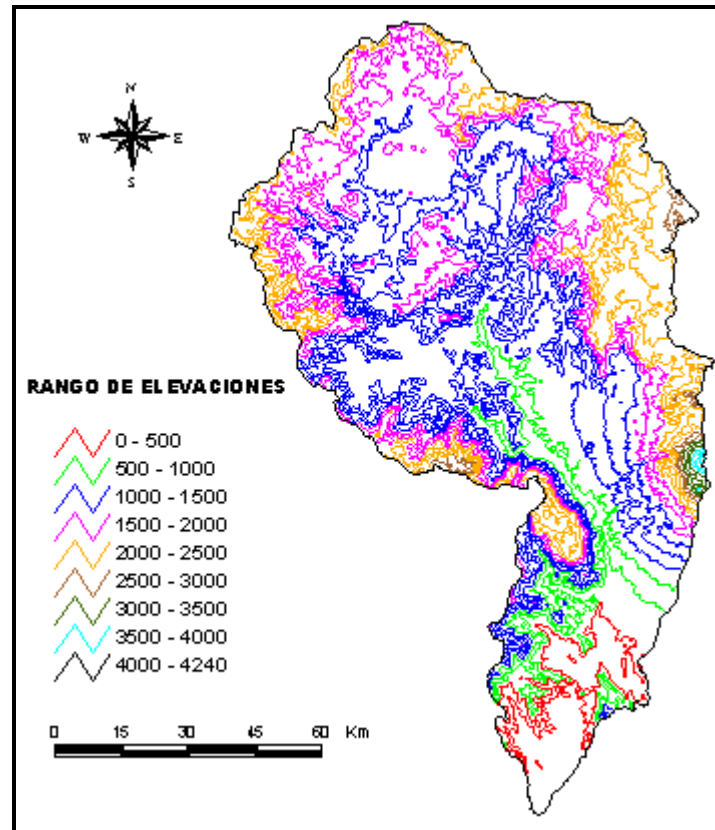 N
W E
S
RANGO DE ELEVACIONES
0 - 500
500 - 1000
1000 - 1500
1500 - 2000
2000 - 2500
2500 - 3000
3000 - 3500
3500 - 4000
4000 - 4240
0 15 30 45 60 Km